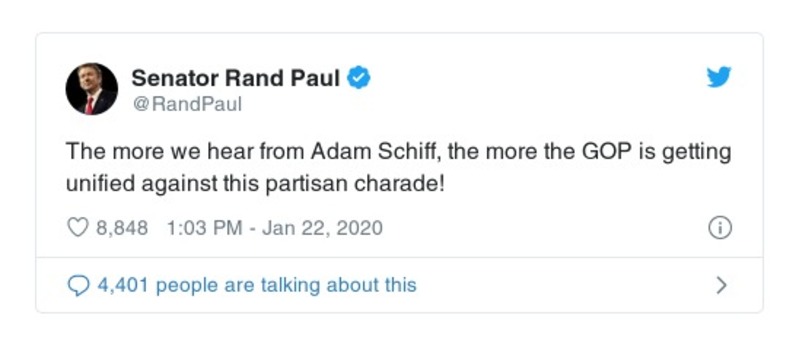 Senator Rand Paul
@RandPaul
The more we hear from Adam Schiff, the more the GOP is getting
unified against this partisan charade!
8,848 1:03 PM - Jan 22, 2020
4,401 people are talking about this